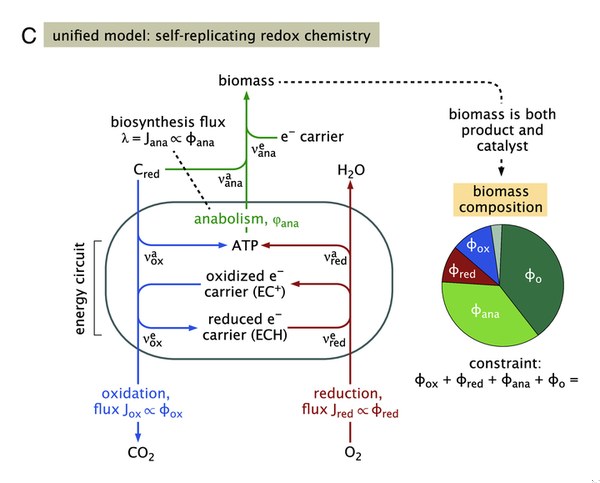 C unified model: self-replicating redox chemistry
biomass
biosynthesis flux
λ = Jana ∝ ϕana
e⁻ carrier
νᵉana
biomass is both
product and
catalyst
Cred
νᵃana
H₂O
biomass
composition
anabolism, φana
energy circuit
ATP
νᵃox
νᵃred
oxidized e⁻
carrier (EC⁺)
reduced e⁻
carrier (ECH)
νᵉox
νᵉred
ϕox
ϕred
ϕo
ϕana
constraint:
ϕox + ϕred + ϕana + ϕo =
oxidation,
flux Jox ∝ ϕox
reduction,
flux Jred ∝ ϕred
CO₂
O₂